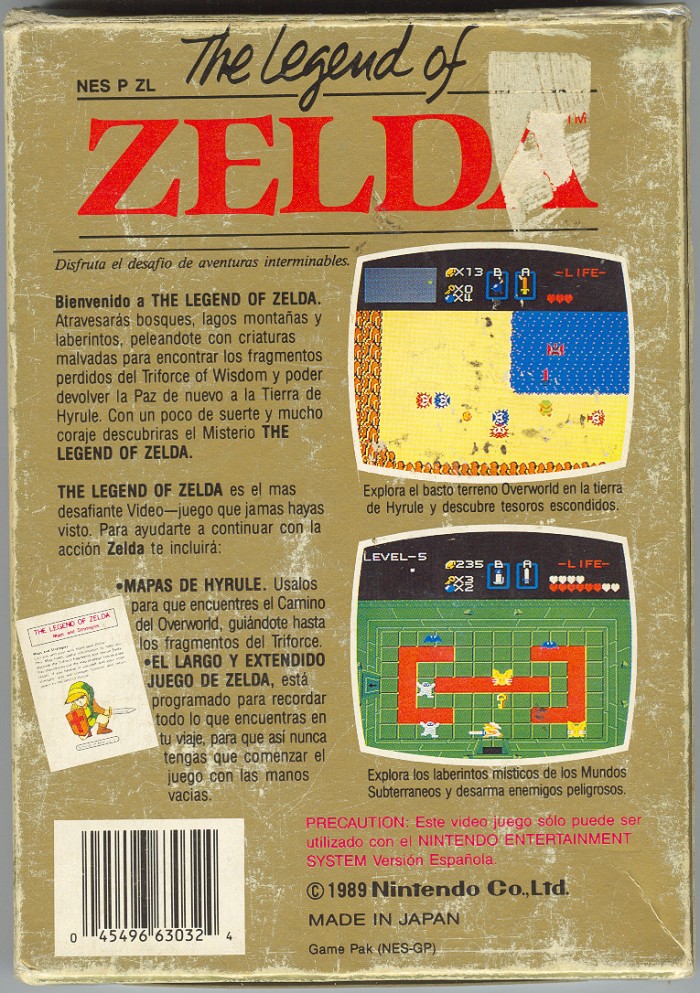 NES P ZL
The Legend of
ZELDA
TM
Disfruta el desafio de aventuras interminables.
Bienvenido a THE LEGEND OF ZELDA.
Atravesarás bosques, lagos montañas y
laberintos, peleandote con criaturas
malvadas para encontrar los fragmentos
perdidos del Triforce of Wisdom y poder
devolver la Paz de nuevo a la Tierra de
Hyrule. Con un poco de suerte y mucho
coraje descubriras el Misterio THE
LEGEND OF ZELDA.
THE LEGEND OF ZELDA es el mas
desafiante Video—juego que jamas hayas
visto. Para ayudarte a continuar con la
acción Zelda te incluirá:
•MAPAS DE HYRULE. Usalos
para que encuentres el Camino
del Overworld, guiándote hasta
los fragmentos del Triforce.
•EL LARGO Y EXTENDIDO
JUEGO DE ZELDA, está
programado para recordar
todo lo que encuentras en
tu viaje, para que así nunca
tengas que comenzar el
juego con las manos
vacias.
THE LEGEND OF ZELDA
Maps and Strategies
X13 B A -LIFE-
X0
X4
Explora el basto terreno Overworld en la tierra
de Hyrule y descubre tesoros escondidos.
LEVEL-5
235 B A -LIFE-
X3
X2
Explora los laberintos místicos de los Mundos
Subterraneos y desarma enemigos peligrosos.
PRECAUTION: Este video juego sólo puede ser
utilizado con el NINTENDO ENTERTAINMENT
SYSTEM Versión Española.
© 1989 Nintendo Co.,Ltd.
MADE IN JAPAN
Game Pak (NES-GP)
0 45496 63032 4